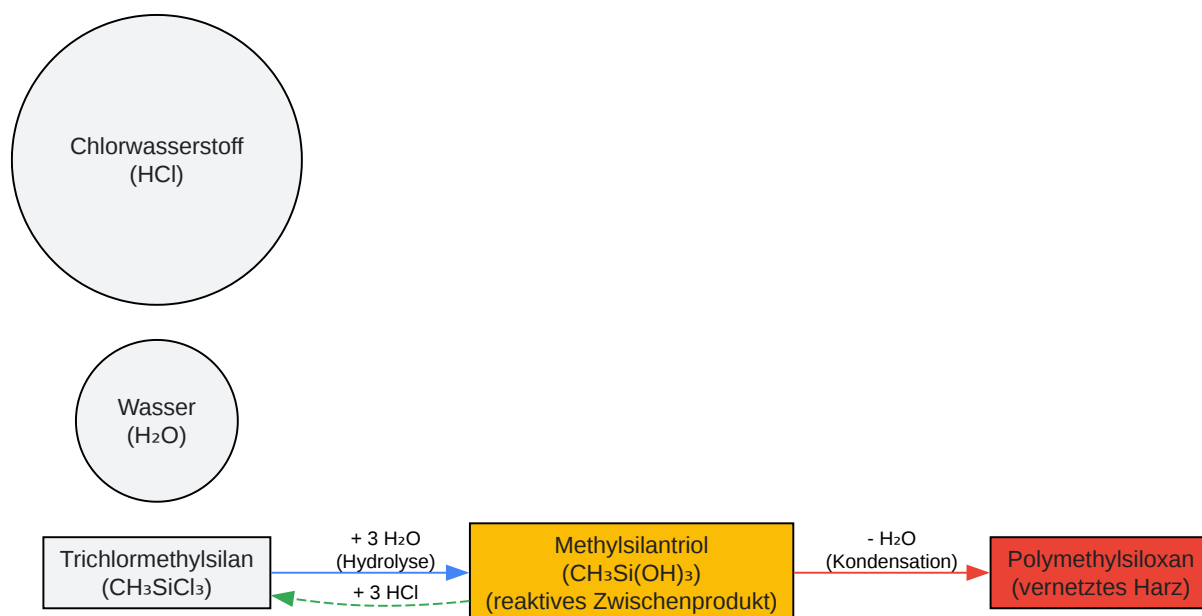 Chlorwasserstoff
(HCl)
Wasser
(H₂O)
Trichlormethylsilan
(CH₃SiCl₃)
+ 3 H₂O
(Hydrolyse)
+ 3 HCl
Methylsilantriol
(CH₃Si(OH)₃)
(reaktives Zwischenprodukt)
- H₂O
(Kondensation)
Polymethylsiloxan
(vernetztes Harz)